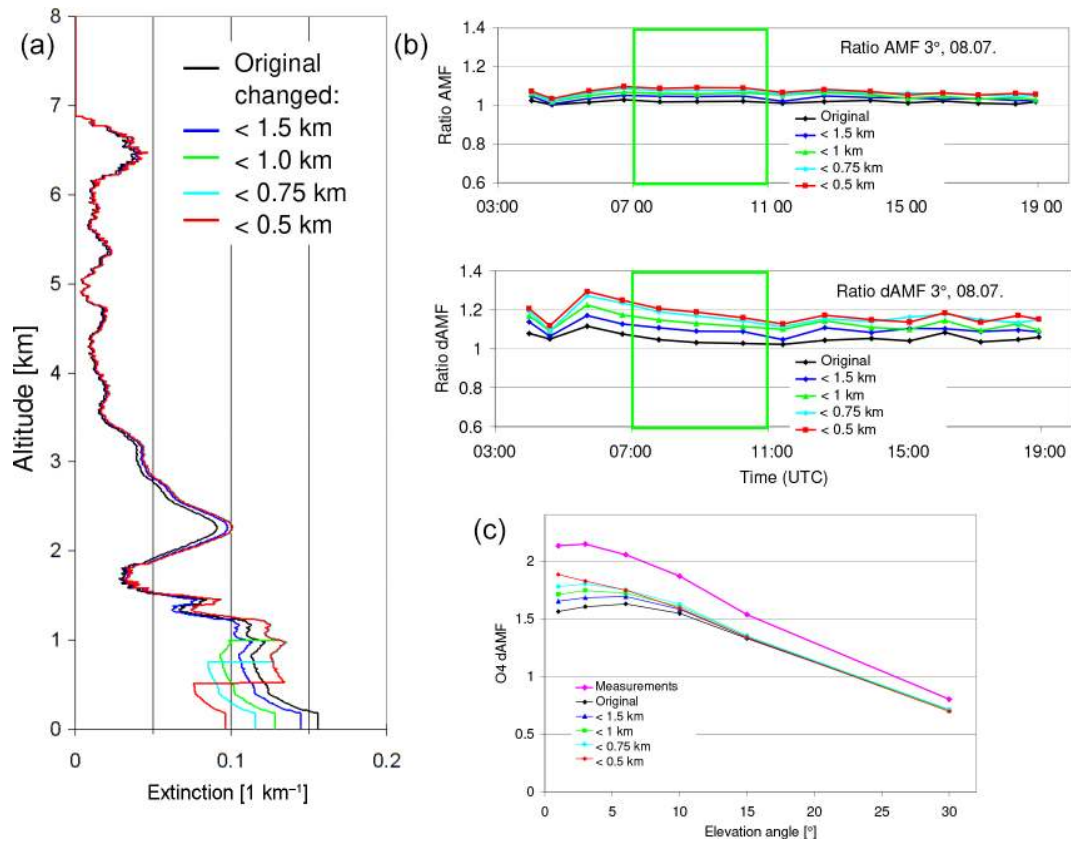 (a)
8
7
6
5
4
3
2
1
0
Altitude [km]
0 0.1 0.2
Extinction [1 km⁻¹]
Original
changed:
< 1.5 km
< 1.0 km
< 0.75 km
< 0.5 km
(b)
Ratio AMF 3°, 08.07.
1.4
1.2
1
0.8
0.6
Ratio AMF
Original
< 1.5 km
< 1 km
< 0.75 km
< 0.5 km
03:00 07 00 11 00 15 00 19 00
Ratio dAMF 3°, 08.07.
1.4
1.2
1
0.8
0.6
Ratio dAMF
Original
< 1.5 km
< 1 km
< 0.75 km
< 0.5 km
03:00 07:00 11:00 15:00 19:00
Time (UTC)
(c)
2
1.5
1
0.5
0
O4 dAMF
Measurements
Original
< 1.5 km
< 1 km
< 0.75 km
< 0.5 km
0 5 10 15 20 25 30
Elevation angle [°]